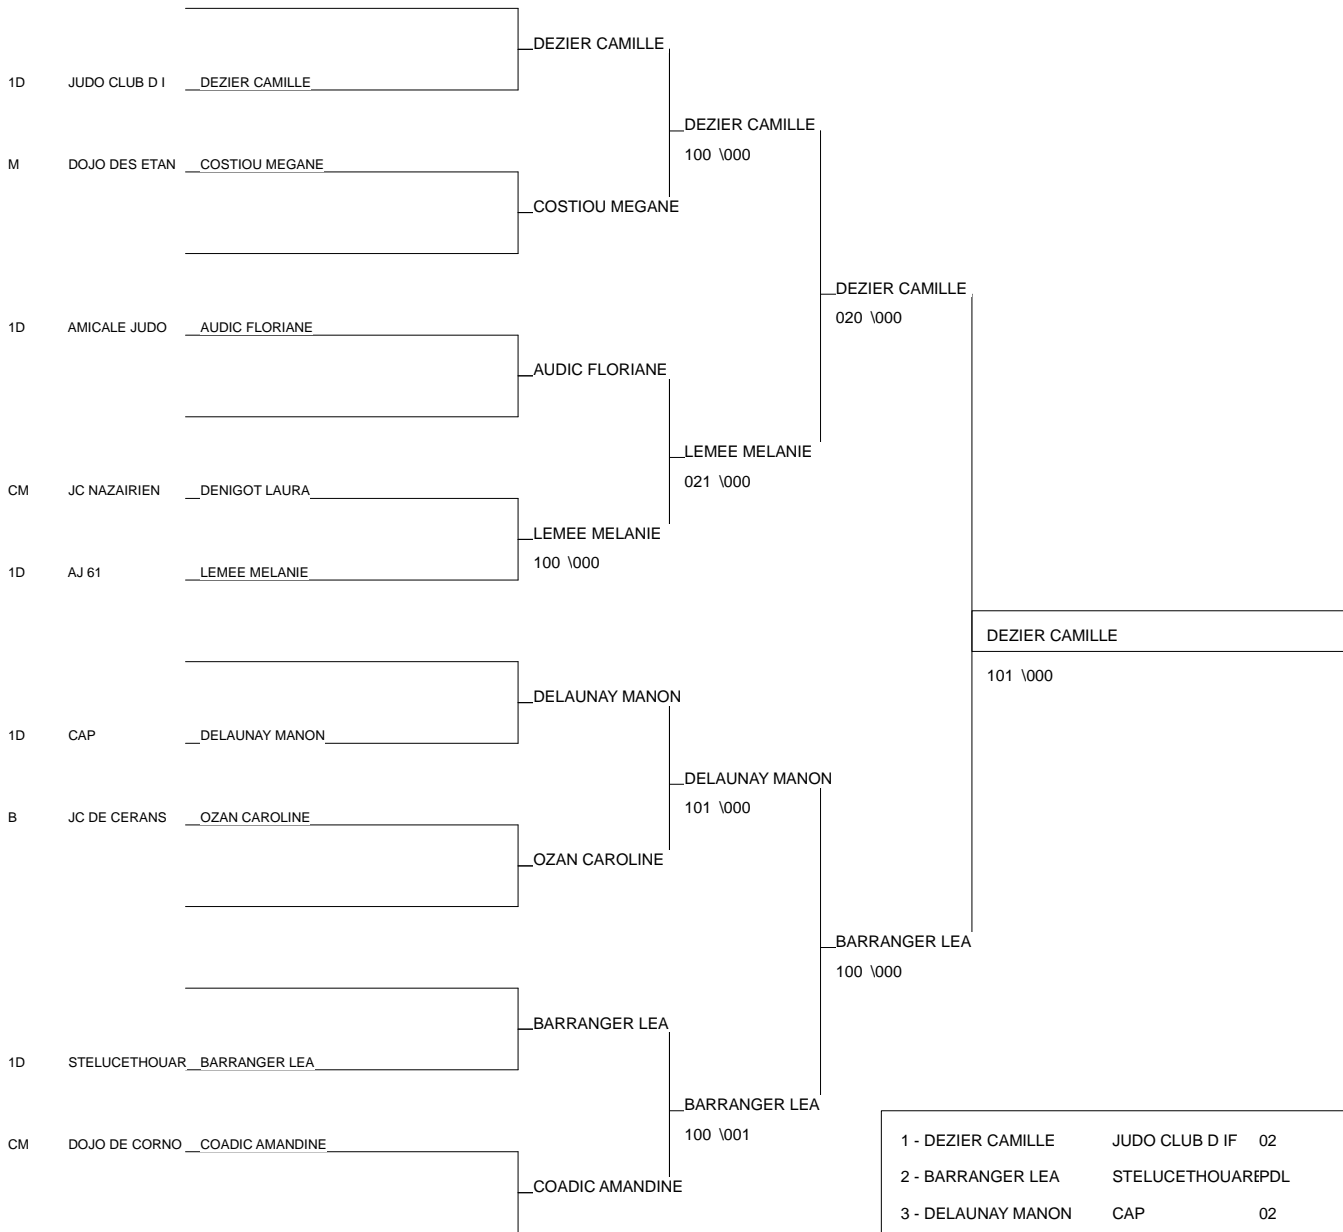 DEZIER CAMILLE
1D JUDO CLUB D I DEZIER CAMILLE
DEZIER CAMILLE
100 \000
M DOJO DES ETAN COSTIOU MEGANE
COSTIOU MEGANE
DEZIER CAMILLE
020 \000
1D AMICALE JUDO AUDIC FLORIANE
AUDIC FLORIANE
LEMEE MELANIE
021 \000
CM JC NAZAIRIEN DENIGOT LAURA
LEMEE MELANIE
100 \000
1D AJ 61 LEMEE MELANIE
DEZIER CAMILLE
101 \000
DELAUNAY MANON
1D CAP DELAUNAY MANON
DELAUNAY MANON
101 \000
B JC DE CERANS OZAN CAROLINE
OZAN CAROLINE
BARRANGER LEA
100 \000
BARRANGER LEA
1D STELUCETHOUAR BARRANGER LEA
BARRANGER LEA
100 \001
CM DOJO DE CORNO COADIC AMANDINE
COADIC AMANDINE
1 - DEZIER CAMILLE JUDO CLUB D IF 02
2 - BARRANGER LEA STELUCETHOUARE PDL
3 - DELAUNAY MANON CAP 02